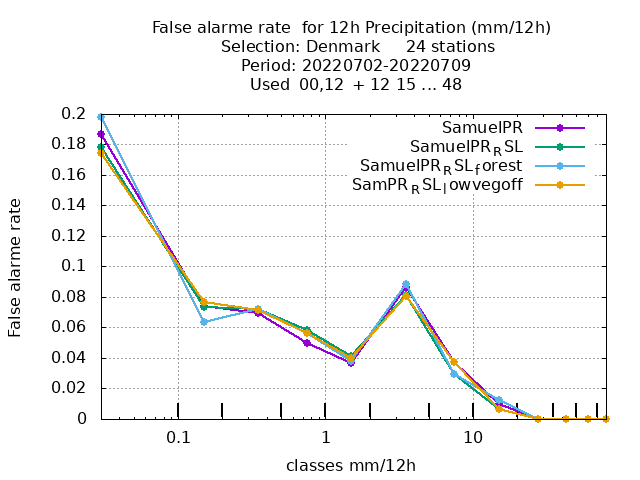 False alarme rate  for 12h Precipitation (mm/12h)
Selection: Denmark     24 stations
Period: 20220702-20220709
Used  00,12  + 12 15 ... 48
SamuelPR
SamuelPR_RSL
SamuelPR_RSL_forest
SamPR_RSL_lowvegoff
False alarme rate
0.2
0.18
0.16
0.14
0.12
0.1
0.08
0.06
0.04
0.02
0
0.1
1
10
classes mm/12h